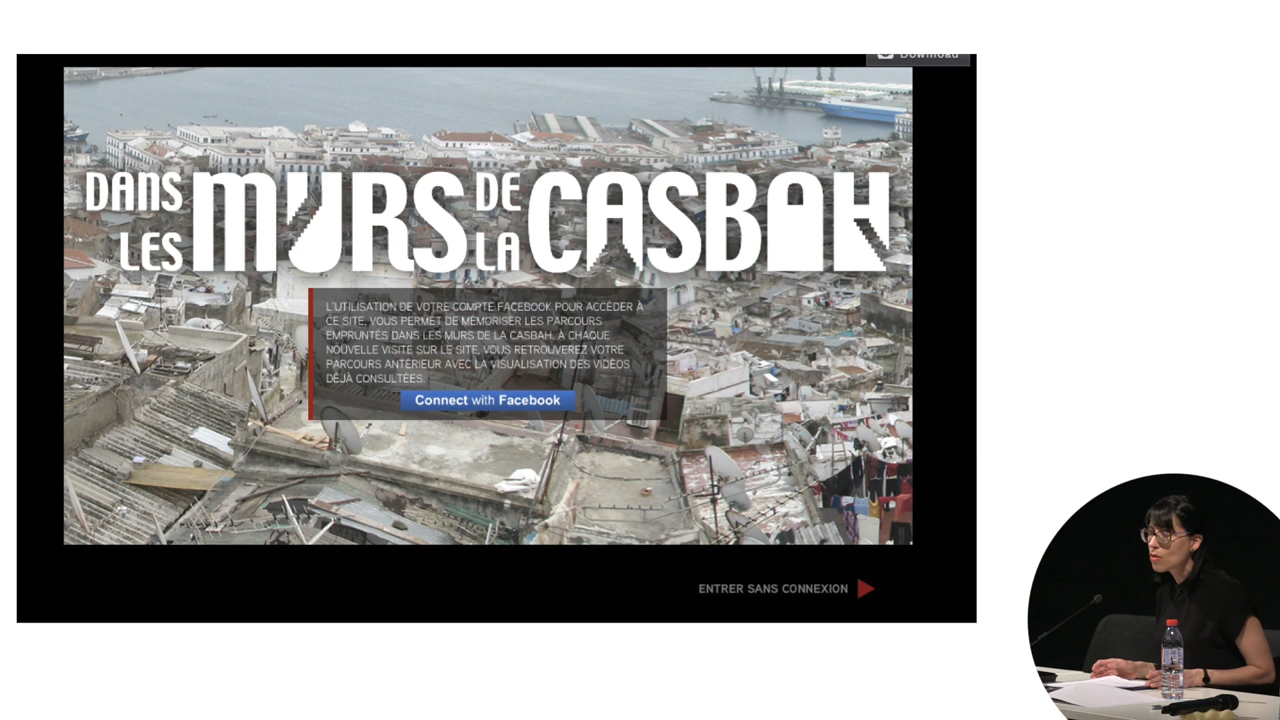 Download
DANS LES MURS DE LA CASBAH
L'UTILISATION DE VOTRE COMPTE FACEBOOK POUR ACCÉDER À
CE SITE, VOUS PERMET DE MÉMORISER LES PARCOURS
EMPRUNTÉS DANS LES MURS DE LA CASBAH. À CHAQUE
NOUVELLE VISITE SUR LE SITE, VOUS RETROUVEREZ VOTRE
PARCOURS ANTÉRIEUR AVEC LA VISUALISATION DES VIDÉOS
DÉJÀ CONSULTÉES.
Connect with Facebook
ENTRER SANS CONNEXION